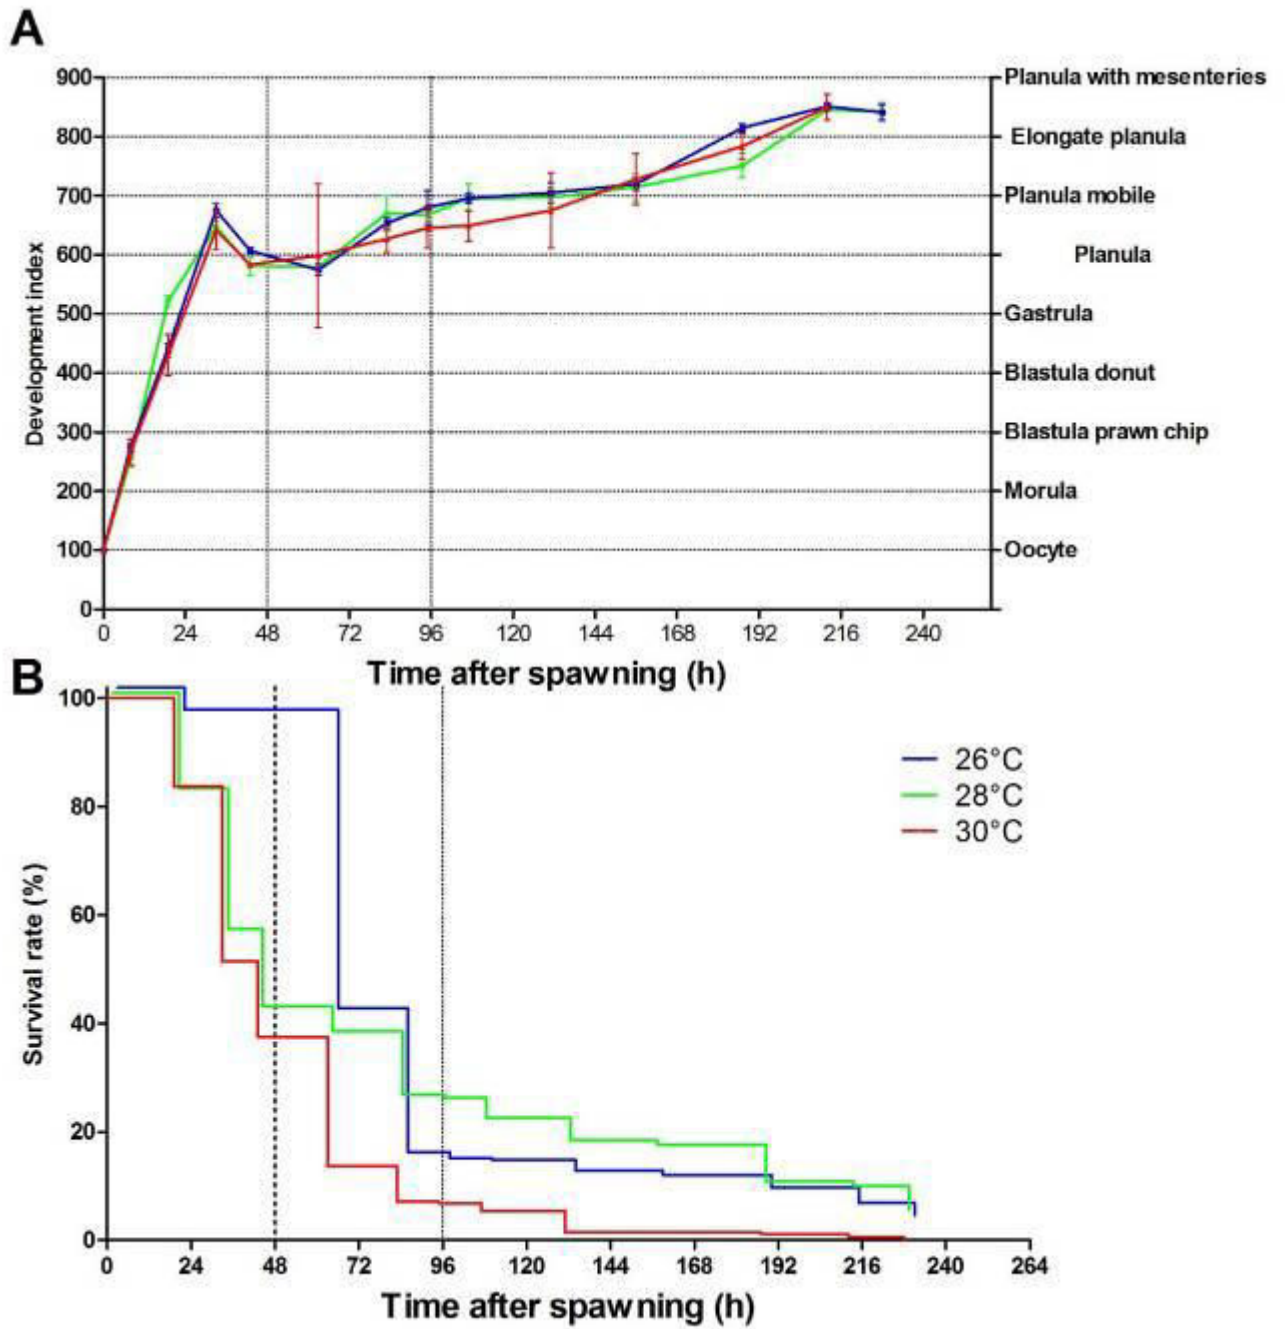 A
900 Planula with mesenteries
800 Elongate planula
700 Planula mobile
600 Planula
500 Gastrula
400 Blastula donut
300 Blastula prawn chip
200 Morula
100 Oocyte
0
Development index
0 24 48 72 96 120 144 168 192 216 240
Time after spawning (h)
B
100
80
60
40
20
0
Survival rate (%)
26°C
28°C
30°C
0 24 48 72 96 120 144 168 192 216 240 264
Time after spawning (h)